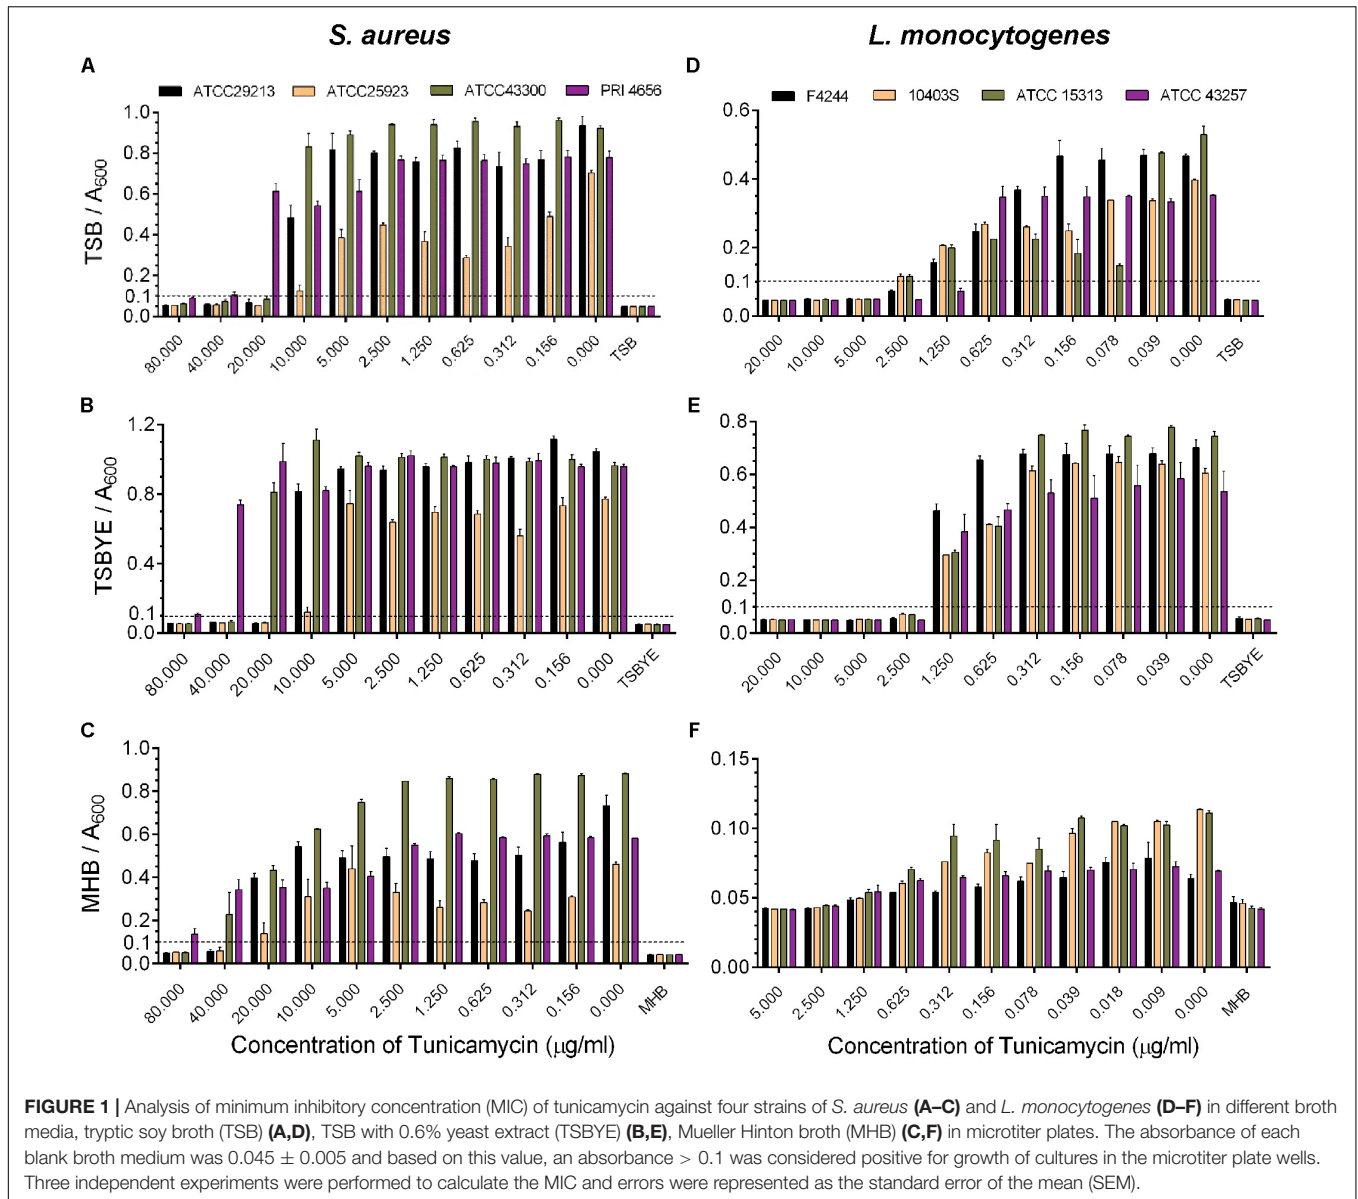 S. aureus
L. monocytogenes
A
ATCC29213 ATCC25923 ATCC43300 PRI 4656
TSB / A600
1.0
0.8
0.6
0.4
0.2
0.1
0.0
80.000 40.000 20.000 10.000 5.000 2.500 1.250 0.625 0.312 0.156 0.000 TSB
D
F4244 10403S ATCC 15313 ATCC 43257
0.6
0.4
0.2
0.1
0.0
20.000 10.000 5.000 2.500 1.250 0.625 0.312 0.156 0.078 0.039 0.000 TSB
B
TSBYE / A600
1.2
0.8
0.4
0.1
0.0
80.000 40.000 20.000 10.000 5.000 2.500 1.250 0.625 0.312 0.156 0.000 TSBYE
E
0.8
0.6
0.4
0.2
0.1
0.0
20.000 10.000 5.000 2.500 1.250 0.625 0.312 0.156 0.078 0.039 0.000 TSBYE
C
MHB / A600
1.0
0.8
0.6
0.4
0.2
0.1
0.0
80.000 40.000 20.000 10.000 5.000 2.500 1.250 0.625 0.312 0.156 0.000 MHB
Concentration of Tunicamycin (μg/ml)
F
0.15
0.10
0.05
0.00
5.000 2.500 1.250 0.625 0.312 0.156 0.078 0.039 0.018 0.009 0.000 MHB
Concentration of Tunicamycin (μg/ml)
FIGURE 1 | Analysis of minimum inhibitory concentration (MIC) of tunicamycin against four strains of S. aureus (A–C) and L. monocytogenes (D–F) in different broth
media, tryptic soy broth (TSB) (A,D), TSB with 0.6% yeast extract (TSBYE) (B,E), Mueller Hinton broth (MHB) (C,F) in microtiter plates. The absorbance of each
blank broth medium was 0.045 ± 0.005 and based on this value, an absorbance > 0.1 was considered positive for growth of cultures in the microtiter plate wells.
Three independent experiments were performed to calculate the MIC and errors were represented as the standard error of the mean (SEM).